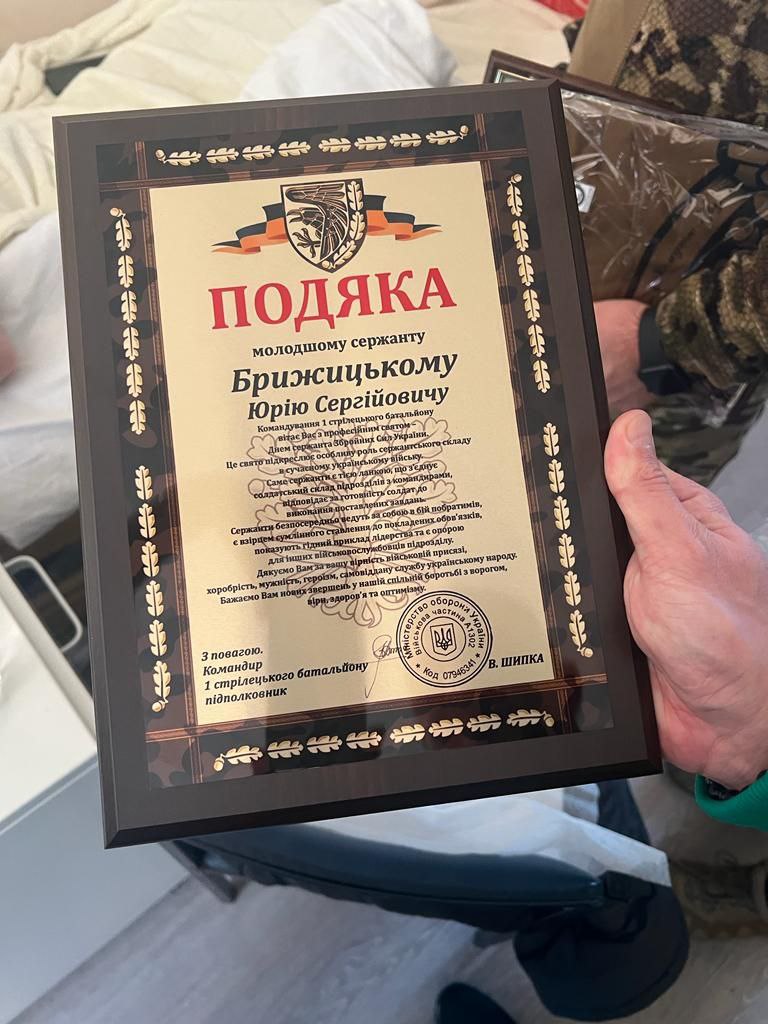 ПОДЯКА
молодшому сержанту
Брижицькому
Юрію Сергійовичу
Командування 1 стрілецького батальйону
вітає Вас з професійним святом –
Днем сержанта Збройних Сил України.
Це свято підкреслює особливу роль сержантського складу
в сучасному українському війську.
Саме сержанти є тією ланкою, що з'єднує
солдатський склад підрозділів з командирами,
відповідає за готовність солдат до
виконання поставлених завдань.
Сержанти безпосередньо ведуть за собою в бій побратимів,
є взірцем сумлінного ставлення до покладених обов'язків,
показують гідний приклад лідерства та є опорою
для інших військовослужбовців підрозділу.
Дякуємо Вам за вашу вірність військовій присязі,
хоробрість, мужність, героїзм, самовіддану службу українському народу.
Бажаємо Вам нових звершень у нашій спільній боротьбі з ворогом,
віри, здоров'я та оптимізму.
З повагою.
Командир
1 стрілецького батальйону
підполковник
В. ШИПКА
Міністерство оборони України
Військова частина А1302
Код 07946341